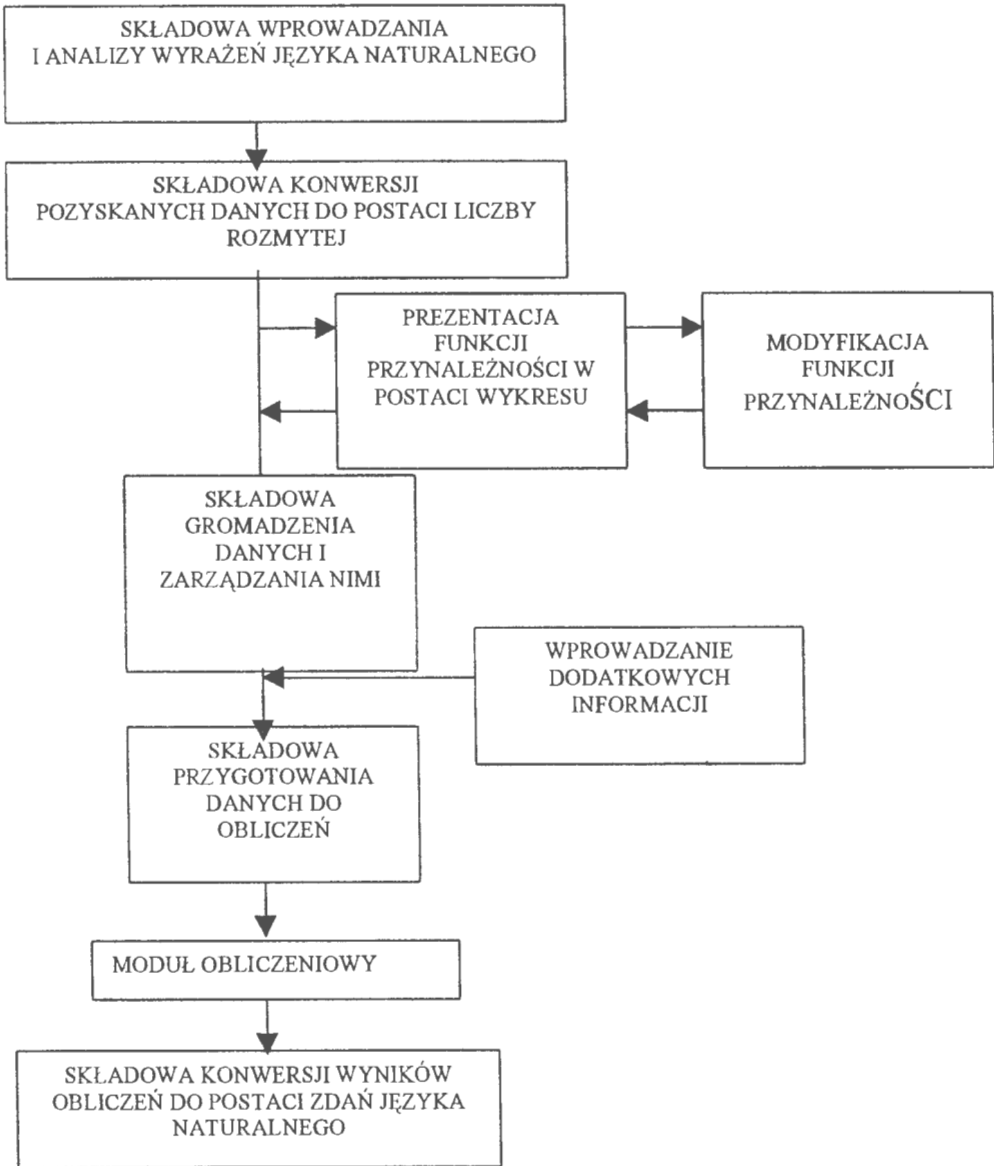 SKŁADOWA WPROWADZANIA
I ANALIZY WYRAŻEŃ JĘZYKA NATURALNEGO
SKŁADOWA KONWERSJI
POZYSKANYCH DANYCH DO POSTACI LICZBY
ROZMYTEJ
PREZENTACJA
FUNKCJI
PRZYNALEŻNOŚCI W
POSTACI WYKRESU
MODYFIKACJA
FUNKCJI
PRZYNALEŻNOŚCI
SKŁADOWA
GROMADZENIA
DANYCH I
ZARZĄDZANIA NIMI
WPROWADZANIE
DODATKOWYCH
INFORMACJI
SKŁADOWA
PRZYGOTOWANIA
DANYCH DO
OBLICZEŃ
MODUŁ OBLICZENIOWY
SKŁADOWA KONWERSJI WYNIKÓW
OBLICZEŃ DO POSTACI ZDAŃ JĘZYKA
NATURALNEGO